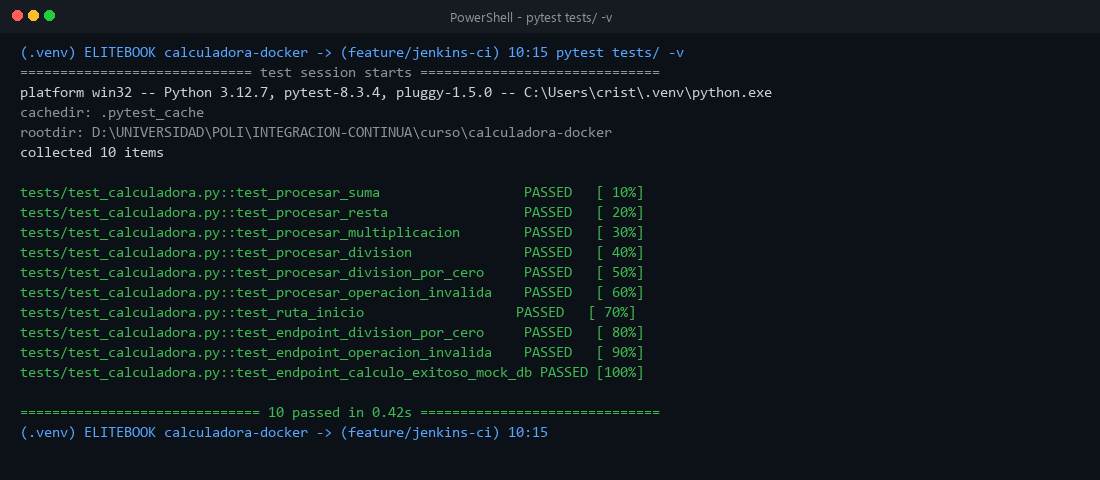 PowerShell - pytest tests/ -v
(.venv) ELITEBOOK calculadora-docker -> (feature/jenkins-ci) 10:15 pytest tests/ -v
============================= test session starts ==============================
platform win32 -- Python 3.12.7, pytest-8.3.4, pluggy-1.5.0 -- C:\Users\crist\.venv\python.exe
cachedir: .pytest_cache
rootdir: D:\UNIVERSIDAD\POLI\INTEGRACION-CONTINUA\curso\calculadora-docker
collected 10 items
tests/test_calculadora.py::test_procesar_suma                  PASSED   [ 10%]
tests/test_calculadora.py::test_procesar_resta                 PASSED   [ 20%]
tests/test_calculadora.py::test_procesar_multiplicacion        PASSED   [ 30%]
tests/test_calculadora.py::test_procesar_division              PASSED   [ 40%]
tests/test_calculadora.py::test_procesar_division_por_cero     PASSED   [ 50%]
tests/test_calculadora.py::test_procesar_operacion_invalida    PASSED   [ 60%]
tests/test_calculadora.py::test_ruta_inicio                   PASSED   [ 70%]
tests/test_calculadora.py::test_endpoint_division_por_cero     PASSED   [ 80%]
tests/test_calculadora.py::test_endpoint_operacion_invalida    PASSED   [ 90%]
tests/test_calculadora.py::test_endpoint_calculo_exitoso_mock_db PASSED [100%]
============================== 10 passed in 0.42s ==============================
(.venv) ELITEBOOK calculadora-docker -> (feature/jenkins-ci) 10:15